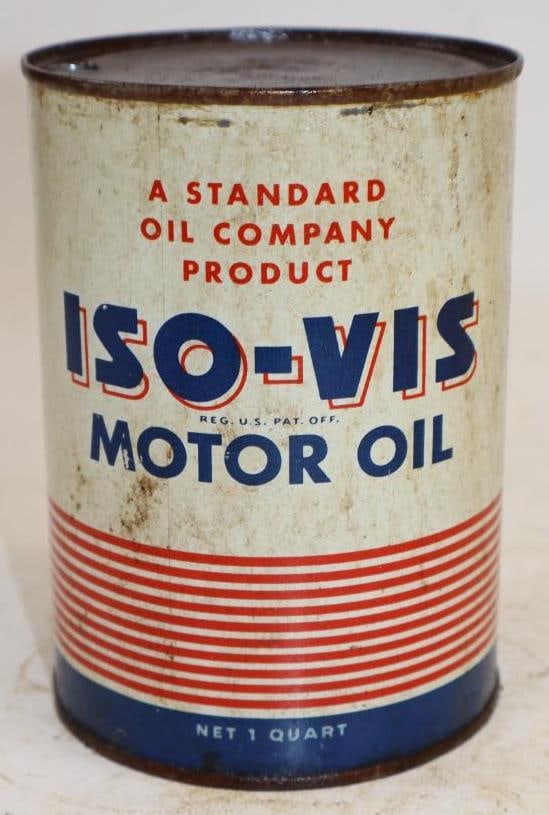 A STANDARD
OIL COMPANY
PRODUCT
ISO-VIS
REG. U.S. PAT. OFF.
MOTOR OIL
NET 1 QUART